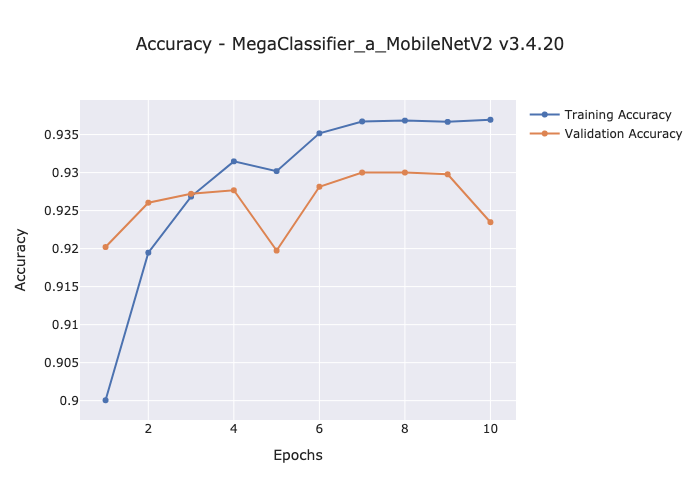 Accuracy - MegaClassifier_a_MobileNetV2 v3.4.20
Training Accuracy
Validation Accuracy
0.935
0.93
0.925
0.92
0.915
0.91
0.905
0.9
Accuracy
2 4 6 8 10
Epochs